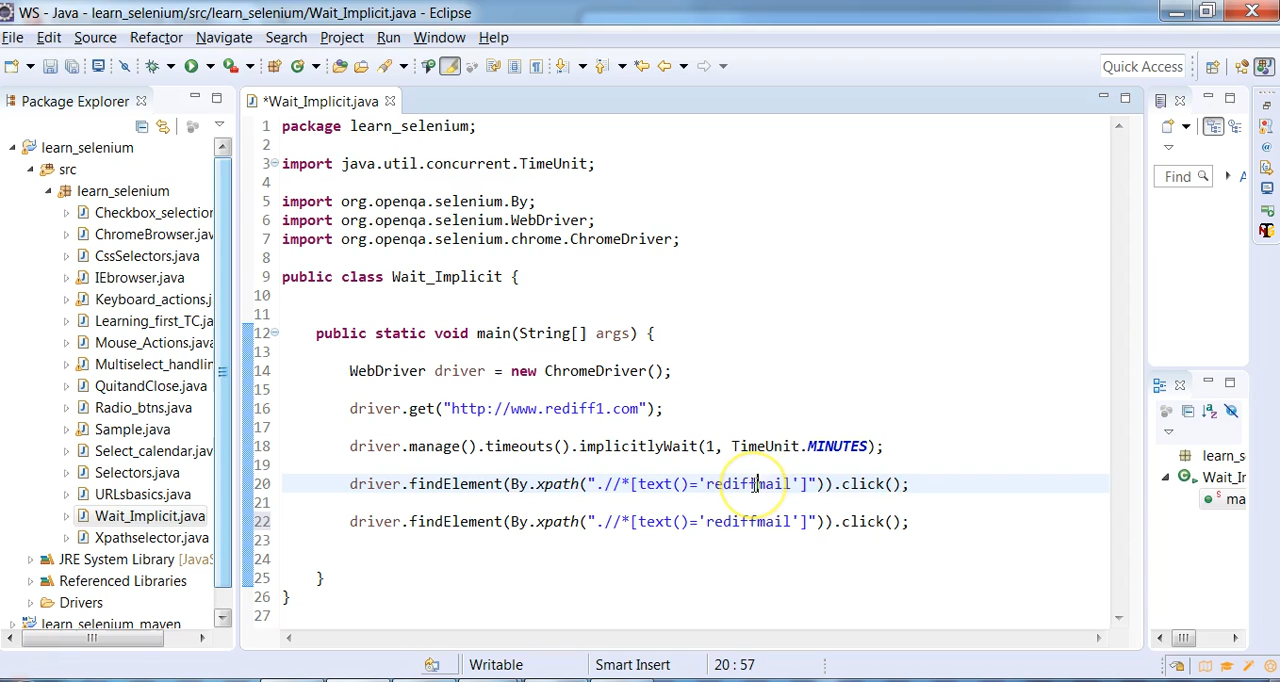 WS - Java - learn_selenium/src/learn_selenium/Wait_Implicit.java - Eclipse
File Edit Source Refactor Navigate Search Project Run Window Help
Quick Access
Package Explorer
*Wait_Implicit.java
learn_selenium
src
learn_selenium
Checkbox_selection
ChromeBrowser.jav
CssSelectors.java
IEbrowser.java
Keyboard_actions.j
Learning_first_TC.ja
Mouse_Actions.java
Multiselect_handlin
QuitandClose.java
Radio_btns.java
Sample.java
Select_calendar.java
Selectors.java
URLsbasics.java
Wait_Implicit.java
Xpathselector.java
JRE System Library [JavaS
Referenced Libraries
Drivers
learn_selenium_maven
1 package learn_selenium;
2
3 import java.util.concurrent.TimeUnit;
4
5 import org.openqa.selenium.By;
6 import org.openqa.selenium.WebDriver;
7 import org.openqa.selenium.chrome.ChromeDriver;
8
9 public class Wait_Implicit {
10
11
12 public static void main(String[] args) {
13
14 WebDriver driver = new ChromeDriver();
15
16 driver.get("http://www.rediff1.com");
17
18 driver.manage().timeouts().implicitlyWait(1, TimeUnit.MINUTES);
19
20 driver.findElement(By.xpath(".//*[text()='rediffmail']")).click();
21
22 driver.findElement(By.xpath(".//*[text()='rediffmail']")).click();
23
24
25 }
26 }
27
Find
A
learn_s
Wait_Ir
ma
Writable
Smart Insert
20 : 57